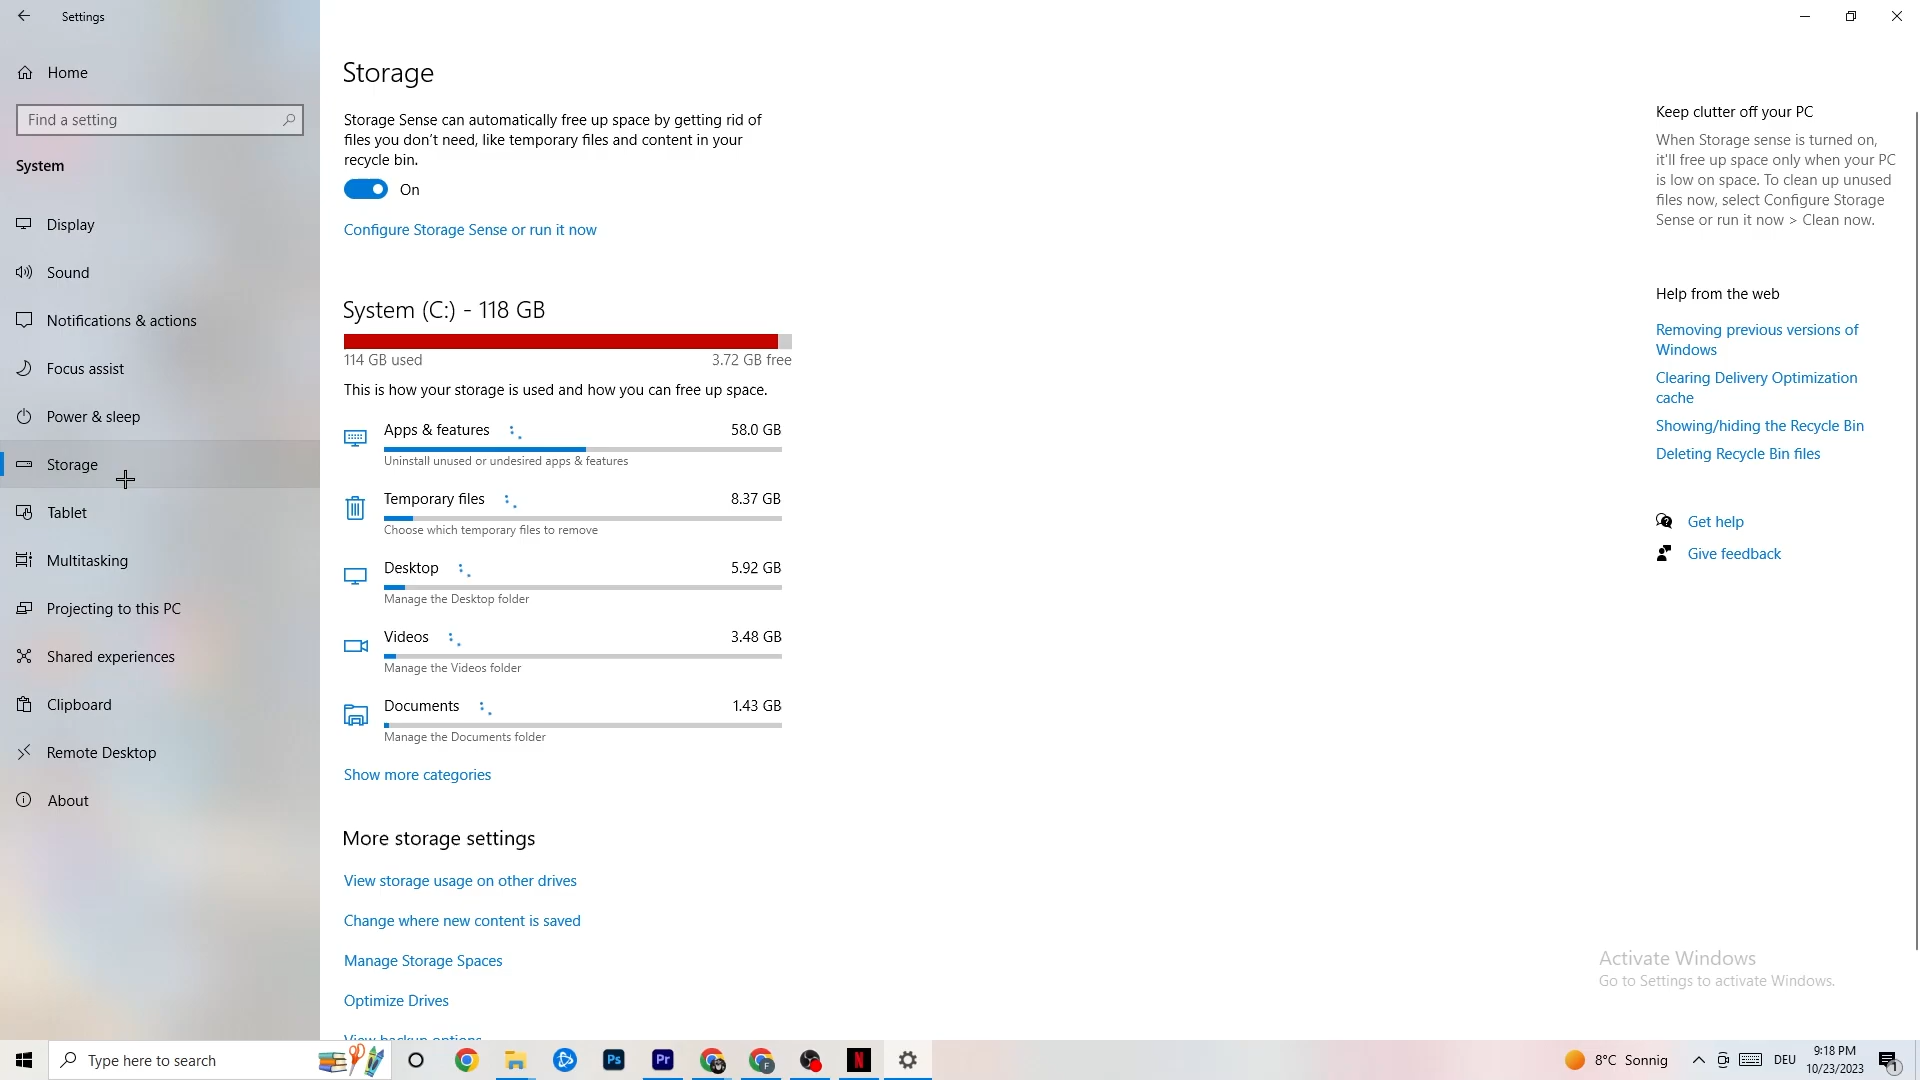 Settings
Home
Find a setting
System
Display
Sound
Notifications & actions
Focus assist
Power & sleep
Storage
Tablet
Multitasking
Projecting to this PC
Shared experiences
Clipboard
Remote Desktop
About
Storage
Storage Sense can automatically free up space by getting rid of
files you don't need, like temporary files and content in your
recycle bin.
On
Configure Storage Sense or run it now
System (C:) - 118 GB
114 GB used
3.72 GB free
This is how your storage is used and how you can free up space.
Apps & features
58.0 GB
Uninstall unused or undesired apps & features
Temporary files
8.37 GB
Choose which temporary files to remove
Desktop
5.92 GB
Manage the Desktop folder
Videos
3.48 GB
Manage the Videos folder
Documents
1.43 GB
Manage the Documents folder
Show more categories
More storage settings
View storage usage on other drives
Change where new content is saved
Manage Storage Spaces
Optimize Drives
View backup options
Keep clutter off your PC
When Storage sense is turned on,
it'll free up space only when your PC
is low on space. To clean up unused
files now, select Configure Storage
Sense or run it now > Clean now.
Help from the web
Removing previous versions of
Windows
Clearing Delivery Optimization
cache
Showing/hiding the Recycle Bin
Deleting Recycle Bin files
Get help
Give feedback
Activate Windows
Go to Settings to activate Windows.
Type here to search
Ps
Pr
F
N
8°C Sonnig
DEU
9:18 PM
10/23/2023
1